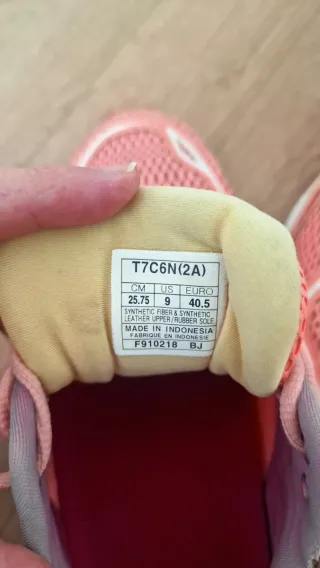 T7C6N(2A)
CM US EURO
25.75 9 40.5
SYNTHETIC FIBER & SYNTHETIC
LEATHER UPPER/RUBBER SOLE
MADE IN INDONESIA
FABRIQUE EN INDONESIE
F910218 BJ